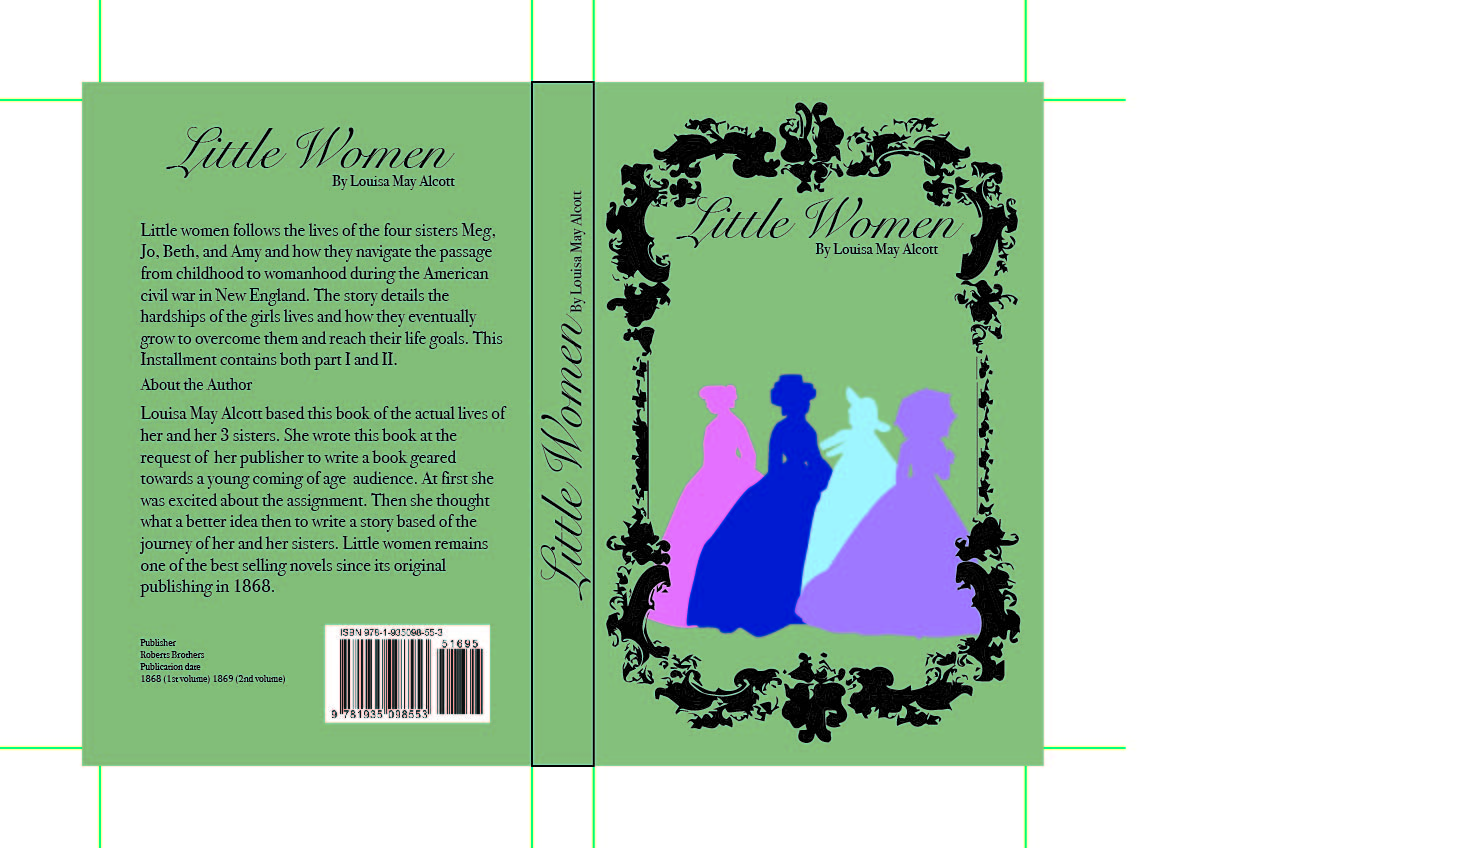 Little Women
By Louisa May Alcott
Little women follows the lives of the four sisters Meg,
Jo, Beth, and Amy and how they navigate the passage
from childhood to womanhood during the American
civil war in New England. The story details the
hardships of the girls lives and how they eventually
grow to overcome them and reach their life goals. This
Installment contains both part I and II.
About the Author
Louisa May Alcott based this book of the actual lives of
her and her 3 sisters. She wrote this book at the
request of her publisher to write a book geared
towards a young coming of age audience. At first she
was excited about the assignment. Then she thought
what a better idea then to write a story based of the
journey of her and her sisters. Little women remains
one of the best selling novels since its original
publishing in 1868.
Publisher
Roberts Brothers
Publication date
1868 (1st volume) 1869 (2nd volume)
ISBN 978-1-935098-55-3
51695
9 781935 098553
Little Women By Louisa May Alcott
Little Women
By Louisa May Alcott